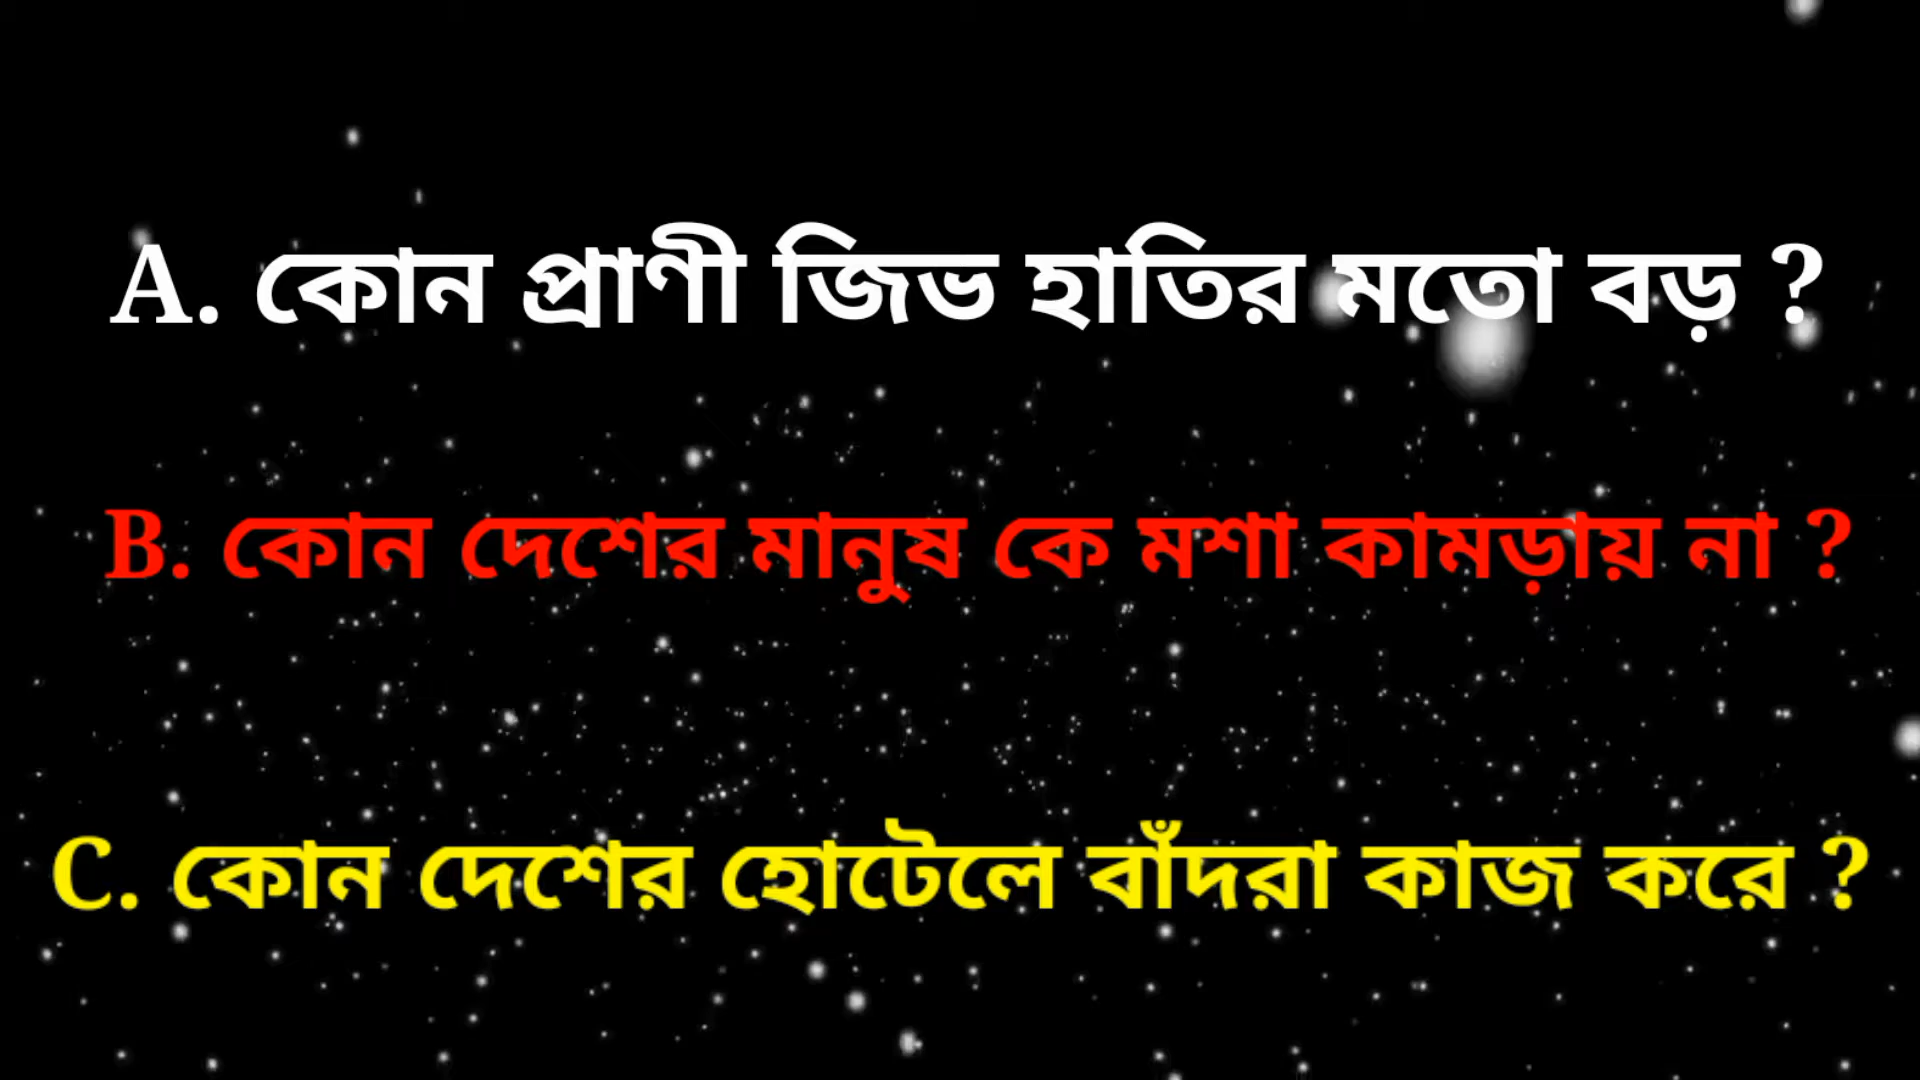 A. কোন প্রাণী জিভ হাতির মতো বড় ?
B. কোন দেশের মানুষ কে মশা কামড়ায় না ?
C. কোন দেশের হোটেলে বাঁদরা কাজ করে ?